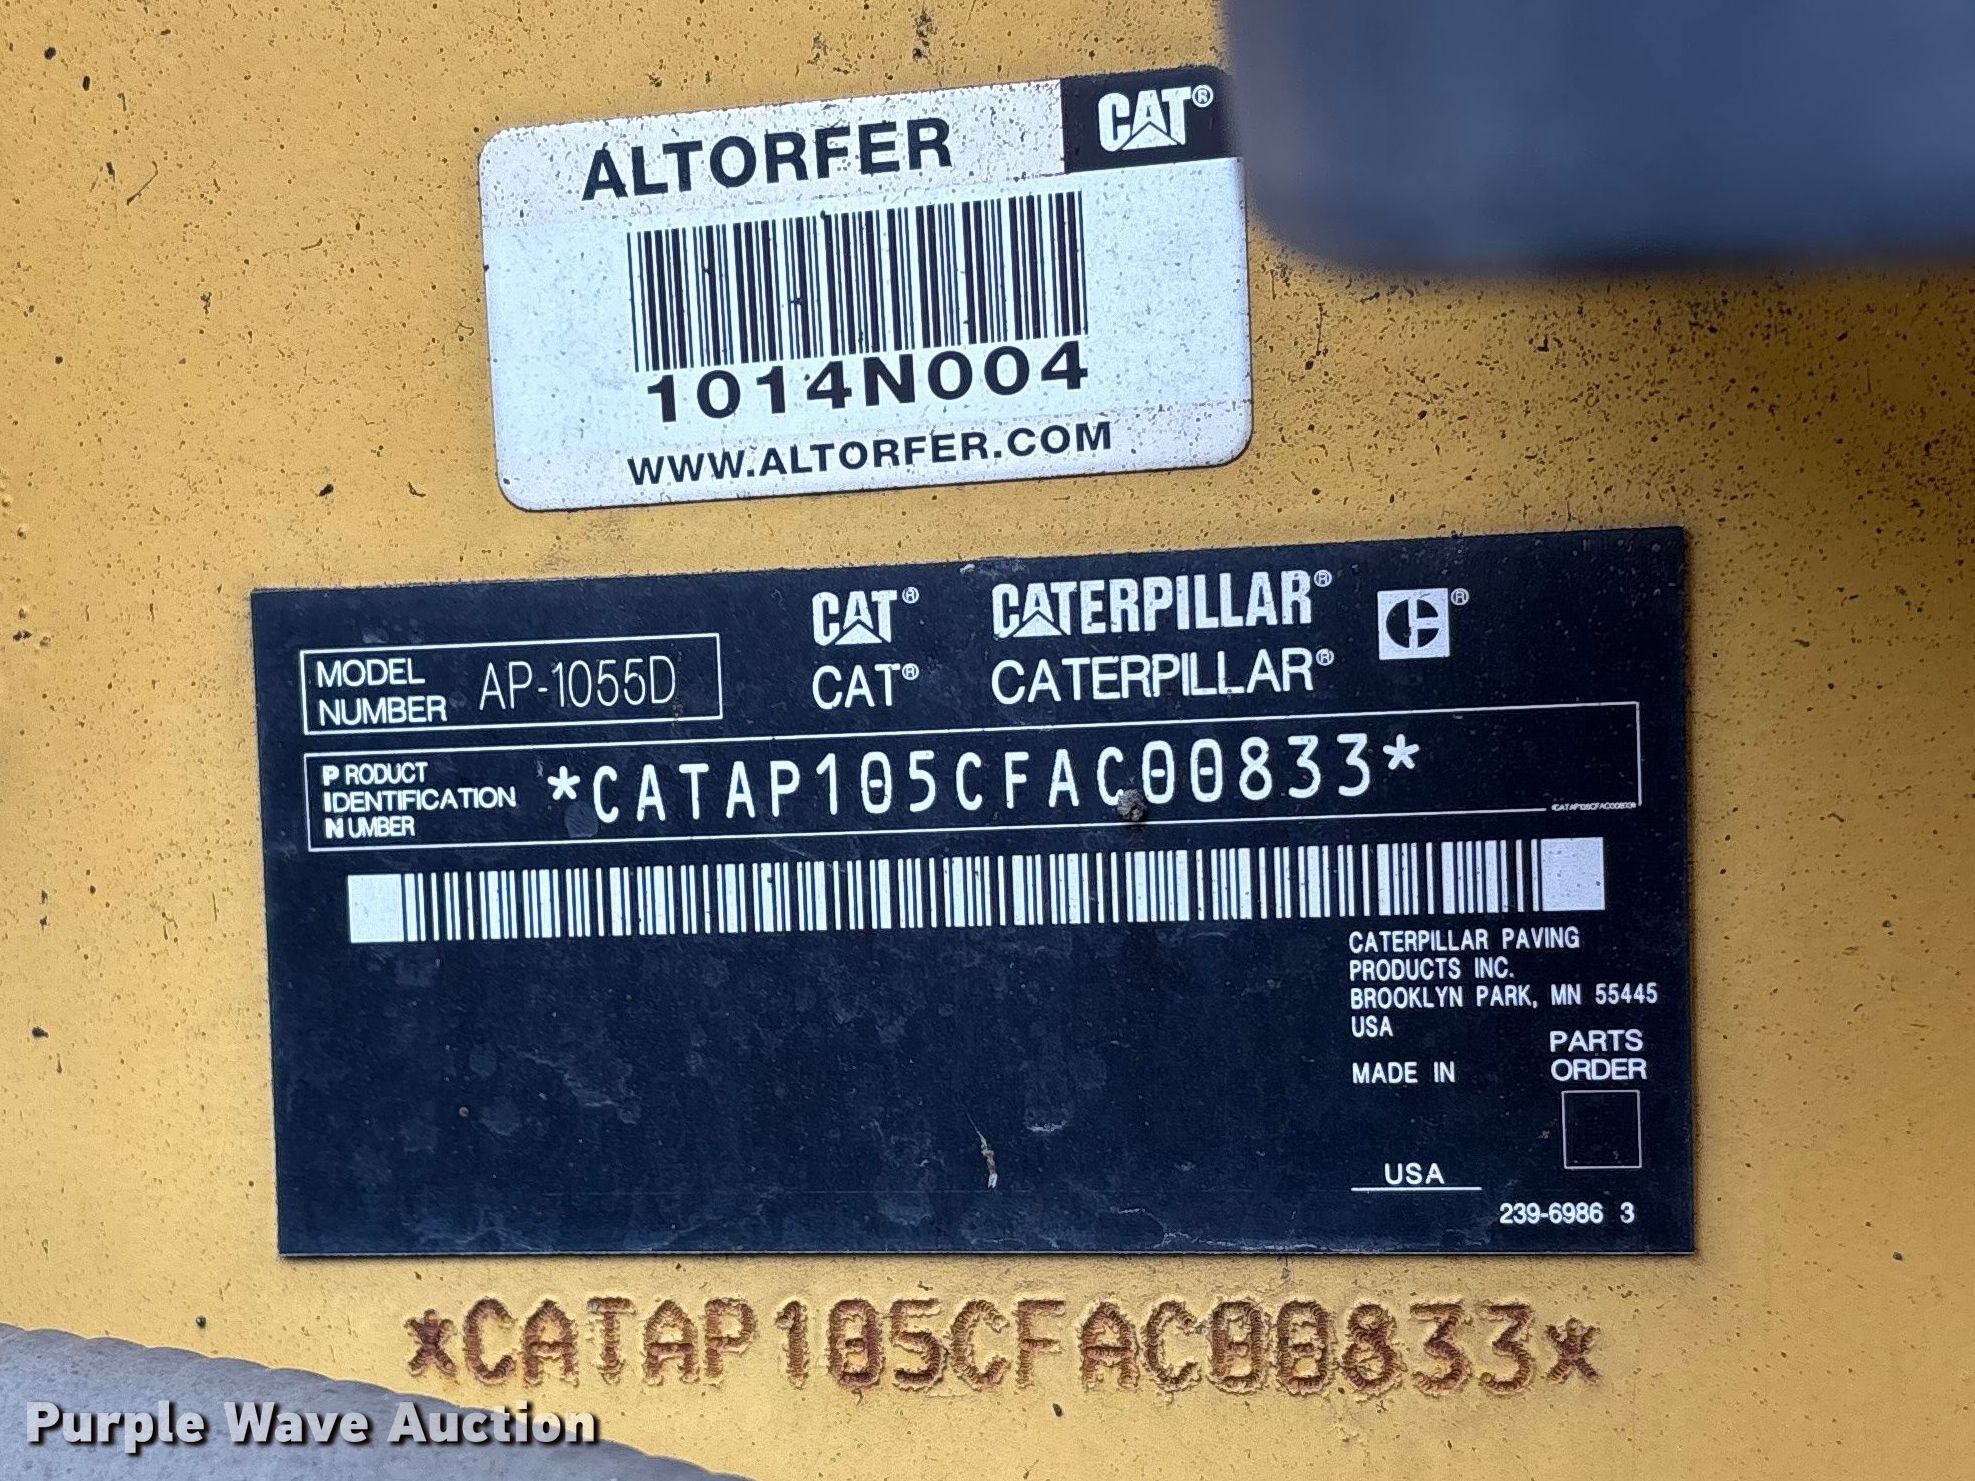 ALTORFER
CAT®
1014N004
WWW.ALTORFER.COM
MODEL
NUMBER
AP-1055D
CAT®
CATERPILLAR®
CAT®
CATERPILLAR®
C®
PRODUCT
IDENTIFICATION
NUMBER
*CATAP105CFAC00833*
*CATAP105CFAC00833*
CATERPILLAR PAVING
PRODUCTS INC.
BROOKLYN PARK, MN 55445
USA
MADE IN
USA
PARTS
ORDER
239-6986 3
*CATAP105CFAC00833*
Purple Wave Auction